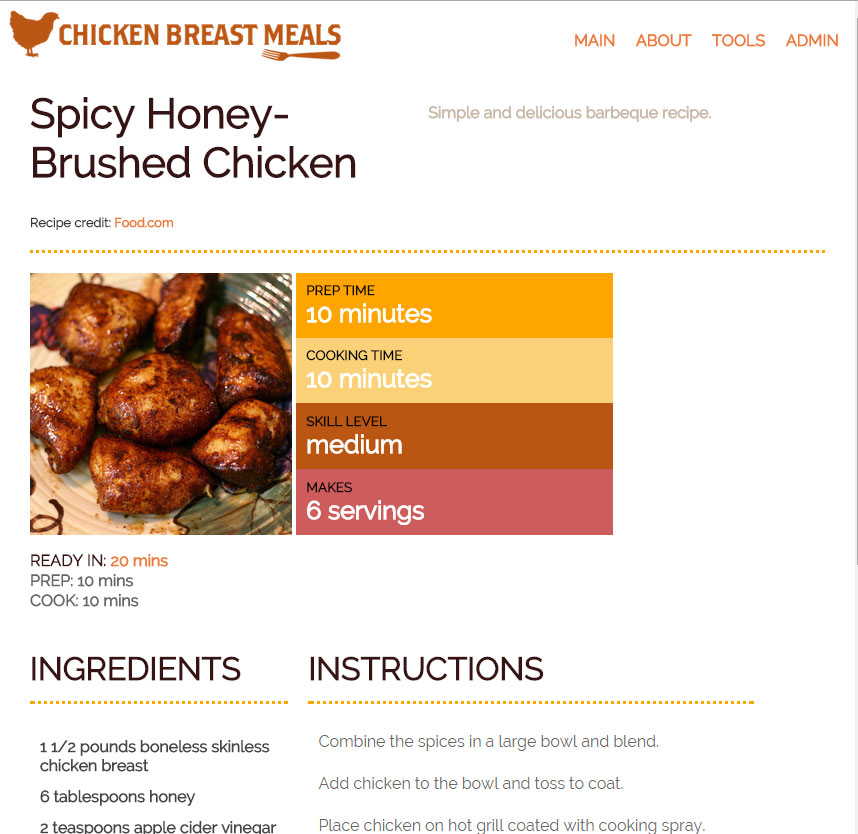 CHICKEN BREAST MEALS
MAIN ABOUT TOOLS ADMIN
Spicy Honey-
Brushed Chicken
Simple and delicious barbeque recipe.
Recipe credit: Food.com
PREP TIME
10 minutes
COOKING TIME
10 minutes
SKILL LEVEL
medium
MAKES
6 servings
READY IN: 20 mins
PREP: 10 mins
COOK: 10 mins
INGREDIENTS
1 1/2 pounds boneless skinless
chicken breast
6 tablespoons honey
2 teaspoons apple cider vinegar
INSTRUCTIONS
Combine the spices in a large bowl and blend.
Add chicken to the bowl and toss to coat.
Place chicken on hot grill coated with cooking spray.